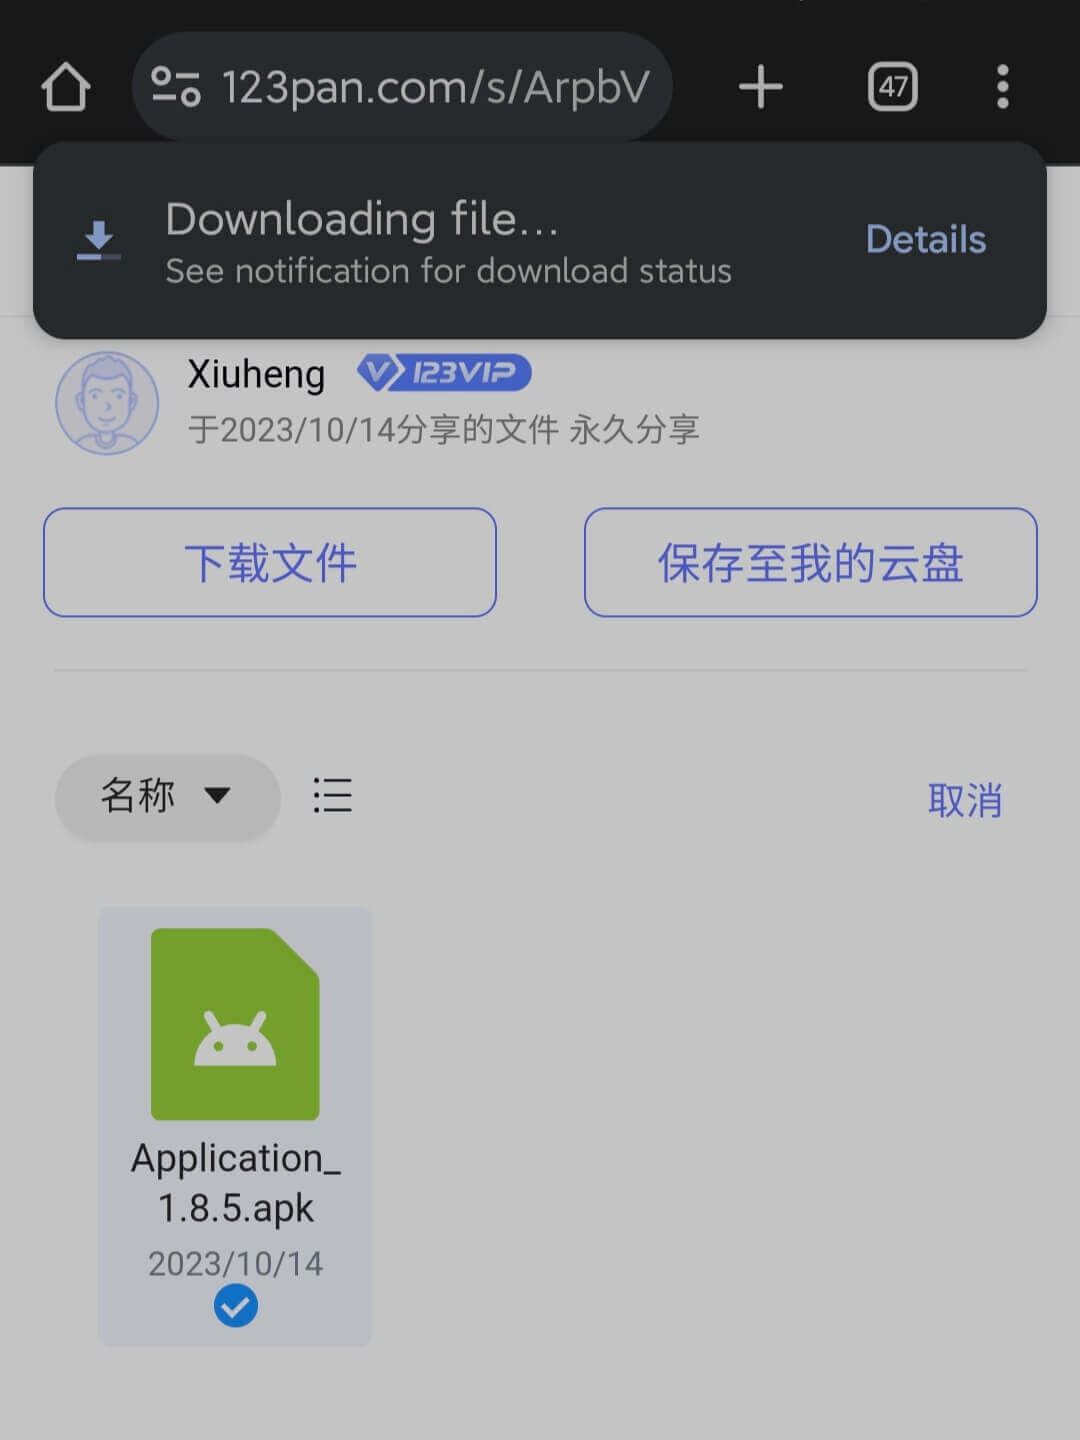 123pan.com/s/ArpbV
47
Downloading file...
See notification for download status
Details
Xiuheng
V 123VIP
于2023/10/14分享的文件 永久分享
下载文件
保存至我的云盘
名称
取消
Application_
1.8.5.apk
2023/10/14